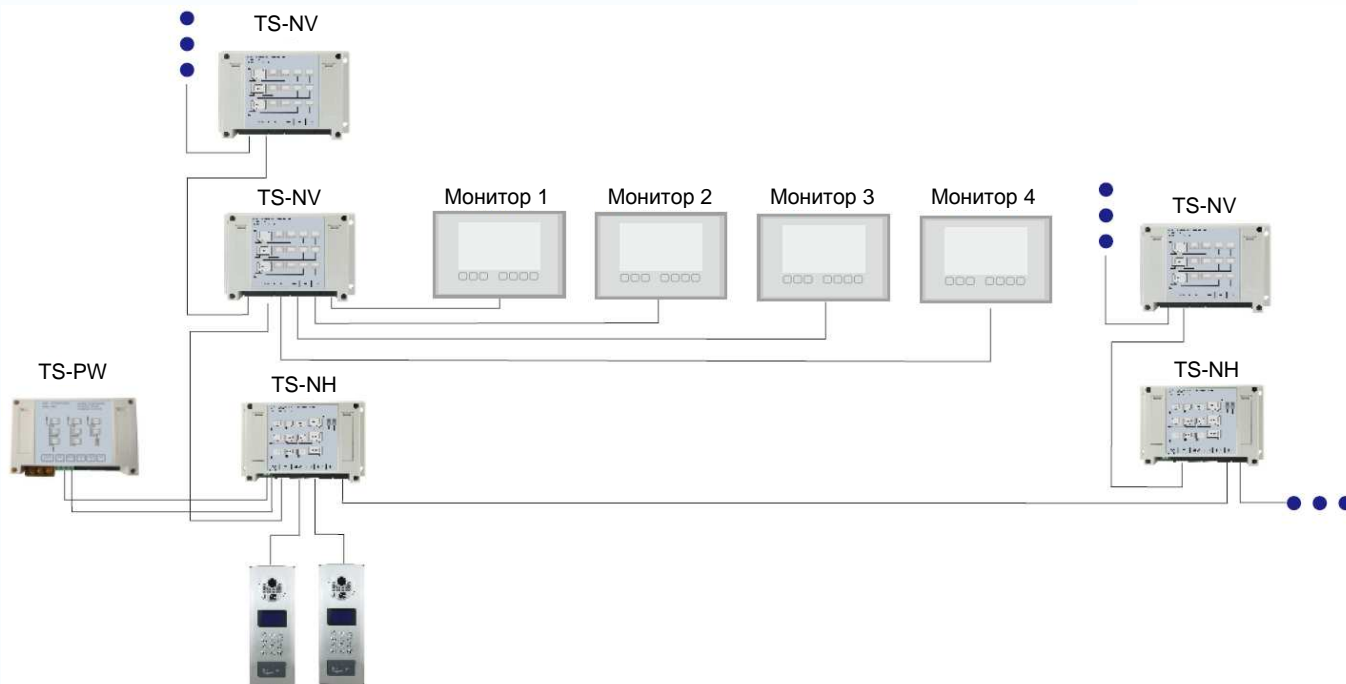 TS-NV
TS-NV
Монитор 1
Монитор 2
Монитор 3
Монитор 4
TS-NV
TS-PW
TS-NH
TS-NH